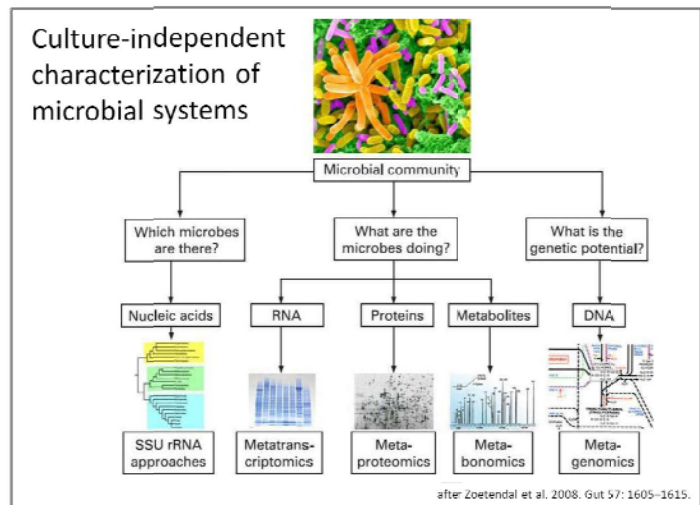 Culture-independent
characterization of
microbial systems
Microbial community
Which microbes
are there?
What are the
microbes doing?
What is the
genetic potential?
Nucleic acids
RNA
Proteins
Metabolites
DNA
SSU rRNA
approaches
Metatrans-
criptomics
Meta-
proteomics
Meta-
bonomics
Meta-
genomics
after Zoetendal et al. 2008. Gut 57: 1605–1615.